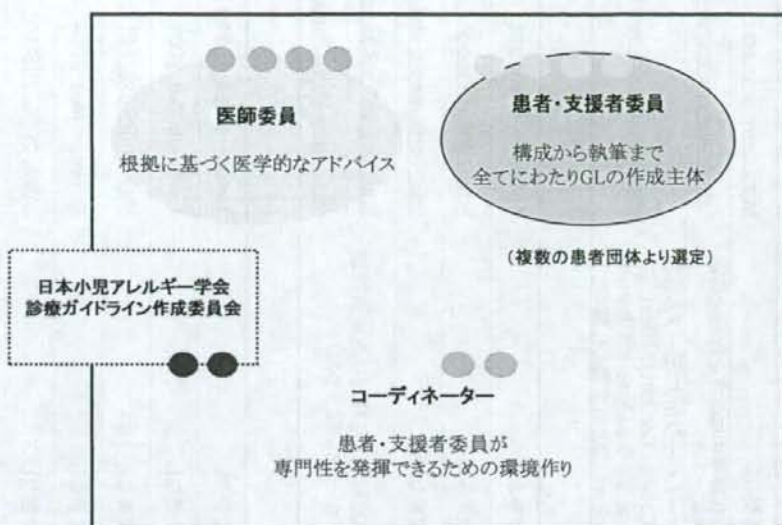 医師委員
根拠に基づく医学的なアドバイス
患者・支援者委員
構成から執筆まで
全てにわたりGLの作成主体
(複数の患者団体より選定)
日本小児アレルギー学会
診療ガイドライン作成委員会
コーディネーター
患者・支援者委員が
専門性を発揮できるための環境作り